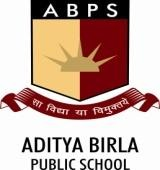 ABPS
सा विद्या या विमुक्तये
ADITYA BIRLA
PUBLIC SCHOOL